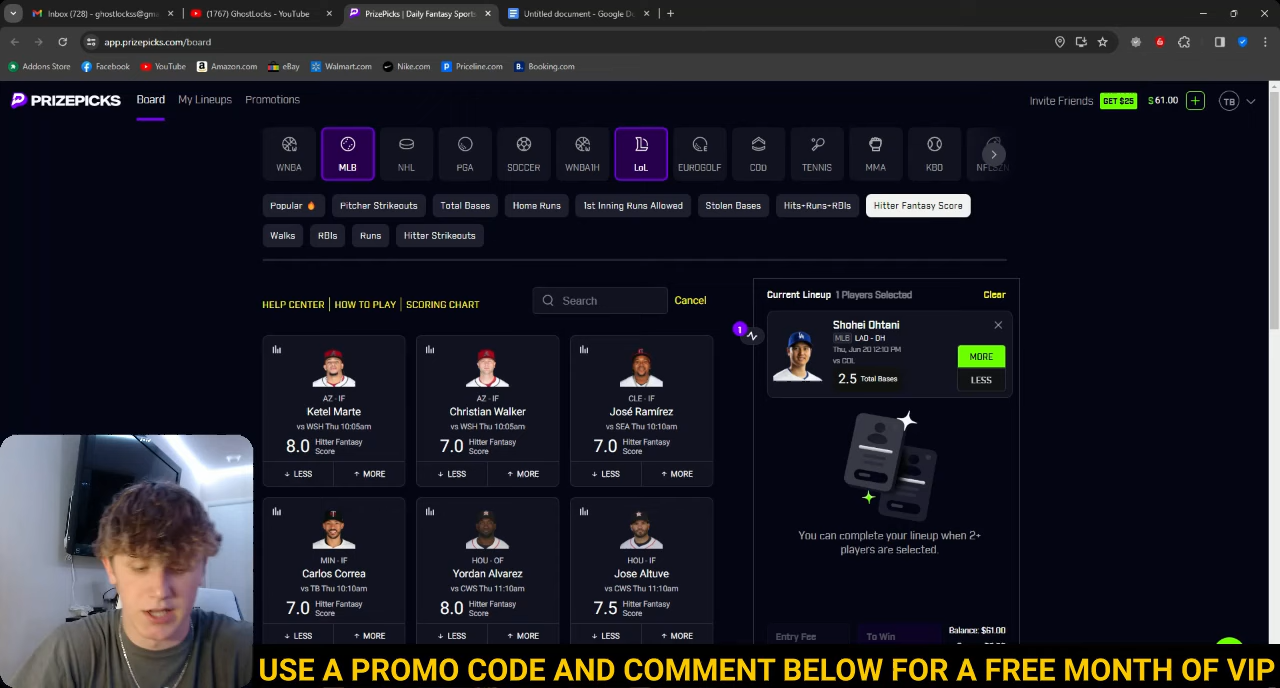 Inbox (728) - ghostlockss@gm
(1767) GhostLocks - YouTube
PrizePicks | Daily Fantasy Sports
Untitled document - Google D
app.prizepicks.com/board
Addons Store
Facebook
YouTube
Amazon.com
eBay
Walmart.com
Nike.com
Priceline.com
Booking.com
PRIZEPICKS
Board
My Lineups
Promotions
Invite Friends
GET $25
$ 61.00
TB
WNBA
MLB
NHL
PGA
SOCCER
WNBA1H
LoL
EUROGOLF
COD
TENNIS
MMA
KBO
NFLSZN
Popular 🔥
Pitcher Strikeouts
Total Bases
Home Runs
1st Inning Runs Allowed
Stolen Bases
Hits+Runs+RBIs
Hitter Fantasy Score
Walks
RBIs
Runs
Hitter Strikeouts
HELP CENTER | HOW TO PLAY | SCORING CHART
Search
Cancel
AZ - IF
Ketel Marte
vs WSH Thu 10:05am
8.0 Hitter Fantasy Score
↓ LESS
↑ MORE
AZ - IF
Christian Walker
vs WSH Thu 10:05am
7.0 Hitter Fantasy Score
↓ LESS
↑ MORE
CLE - IF
José Ramírez
vs SEA Thu 10:10am
7.0 Hitter Fantasy Score
↓ LESS
↑ MORE
MIN - IF
Carlos Correa
vs TB Thu 10:10am
7.0 Hitter Fantasy Score
↓ LESS
↑ MORE
HOU - OF
Yordan Alvarez
vs CWS Thu 11:10am
8.0 Hitter Fantasy Score
↓ LESS
↑ MORE
HOU - IF
Jose Altuve
vs CWS Thu 11:10am
7.5 Hitter Fantasy Score
↓ LESS
↑ MORE
1
Current Lineup 1 Players Selected
Clear
Shohei Ohtani
MLB LAD - DH
Thu, Jun 20 12:10 PM
vs COL
2.5 Total Bases
MORE
LESS
You can complete your lineup when 2+
players are selected.
Entry Fee
To Win
Balance: $61.00
USE A PROMO CODE AND COMMENT BELOW FOR A FREE MONTH OF VIP